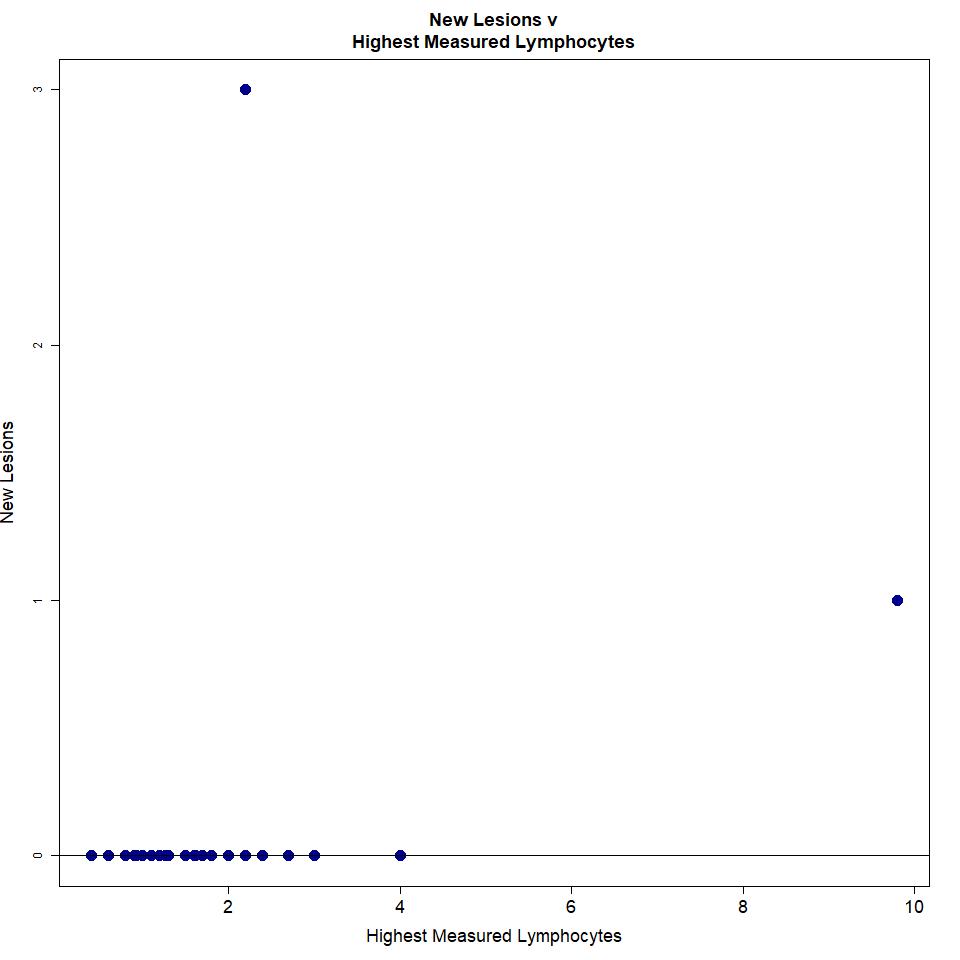 New Lesions v
Highest Measured Lymphocytes
3
2
1
0
New Lesions
2 4 6 8 10
Highest Measured Lymphocytes